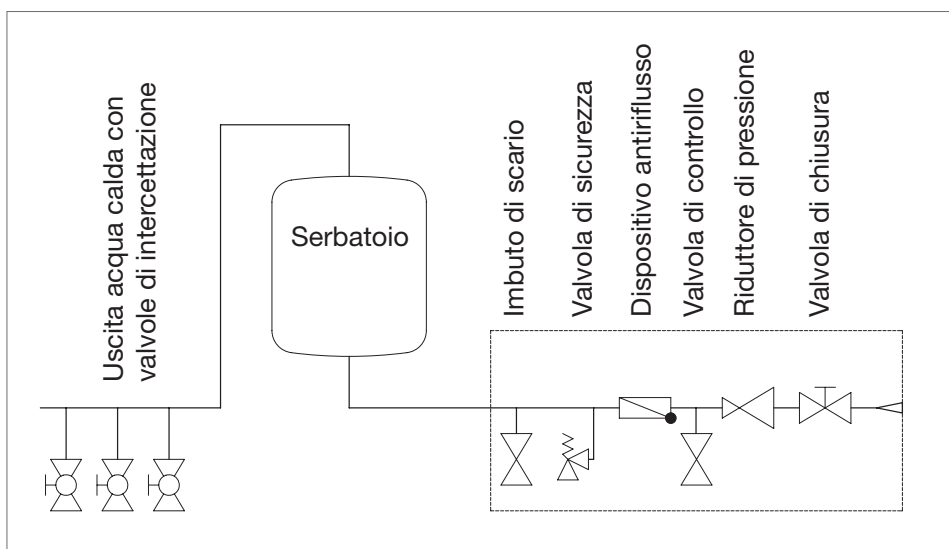 Uscita acqua calda con
valvole di intercettazione
Serbatoio
Imbuto di scario
Valvola di sicurezza
Dispositivo antiriflusso
Valvola di controllo
Riduttore di pressione
Valvola di chiusura